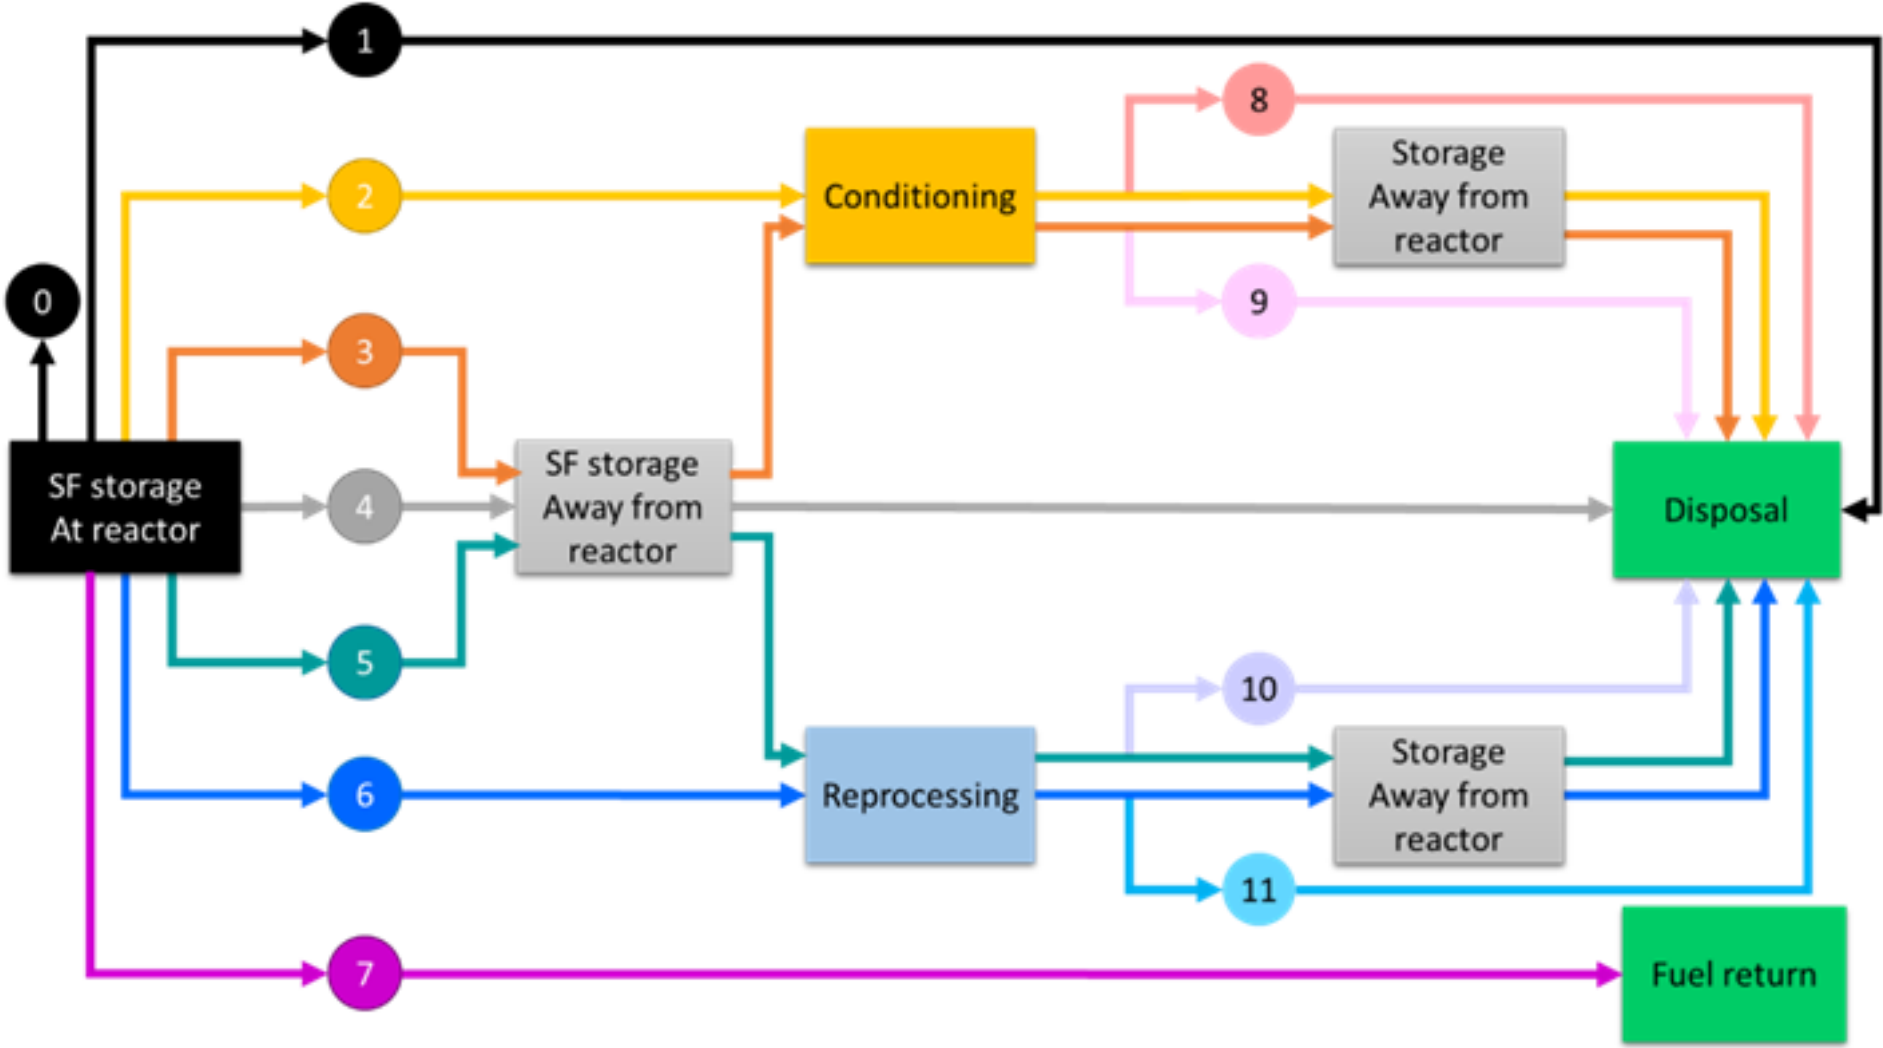 1
8
2
Conditioning
Storage
Away from
reactor
0
9
3
SF storage
At reactor
4
SF storage
Away from
reactor
Disposal
5
10
6
Reprocessing
Storage
Away from
reactor
11
7
Fuel return